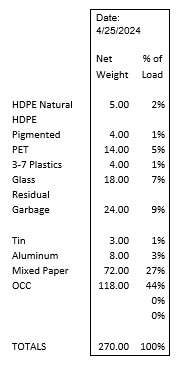 Date:
4/25/2024
Net % of
Weight Load
HDPE Natural 5.00 2%
HDPE
Pigmented 4.00 1%
PET 14.00 5%
3-7 Plastics 4.00 1%
Glass 18.00 7%
Residual
Garbage 24.00 9%
Tin 3.00 1%
Aluminum 8.00 3%
Mixed Paper 72.00 27%
OCC 118.00 44%
0%
0%
TOTALS 270.00 100%